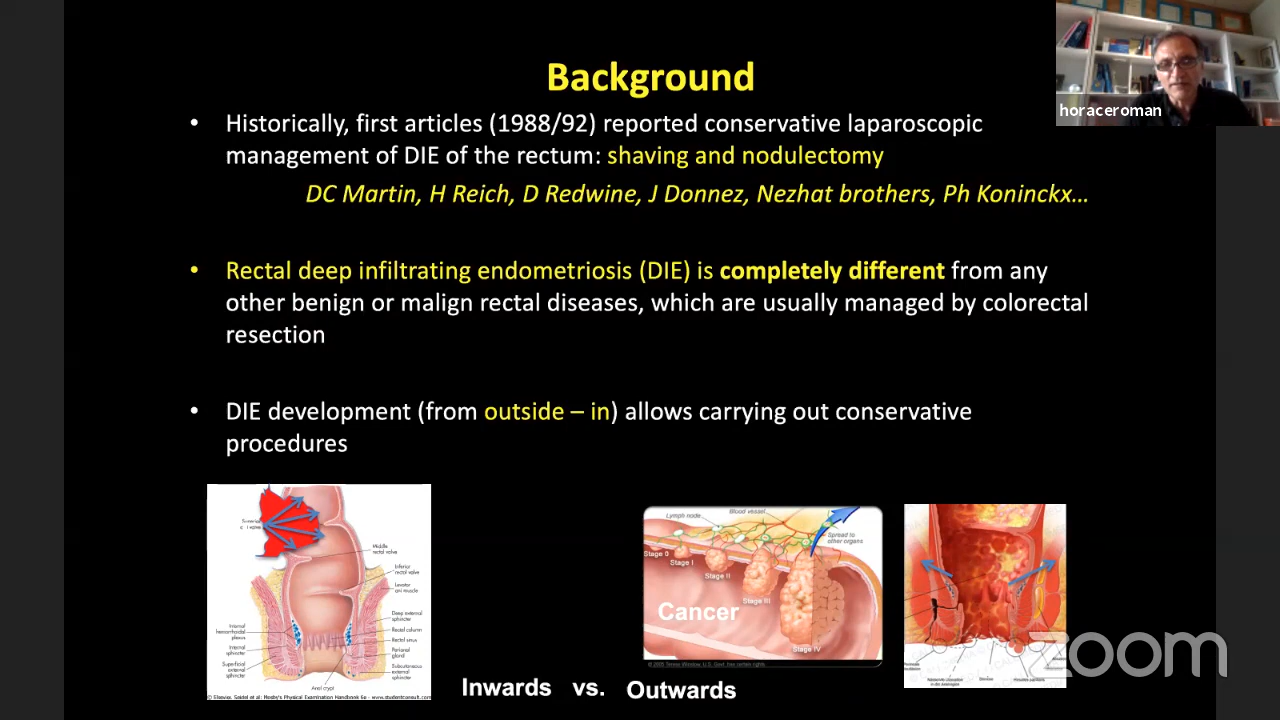 Background
horaceroman
• Historically, first articles (1988/92) reported conservative laparoscopic
management of DIE of the rectum: shaving and nodulectomy
DC Martin, H Reich, D Redwine, J Donnez, Nezhat brothers, Ph Koninckx…
• Rectal deep infiltrating endometriosis (DIE) is completely different from any
other benign or malign rectal diseases, which are usually managed by colorectal
resection
• DIE development (from outside – in) allows carrying out conservative
procedures
Middle
rectal valve
Inferior
rectal valve
Levator
ani muscle
Deep external
sphincter
Rectal column
Rectal sinus
Perianal
gland
Subcutaneous
external
sphincter
Internal
hemorrhoidal
plexus
Internal
sphincter
Superficial
external
sphincter
Anal crypt
Lymph node
Blood vessel
Spread to
other organs
Stage 0
Stage I
Stage II
Stage III
Stage IV
Cancer
Inwards vs. Outwards
zoom